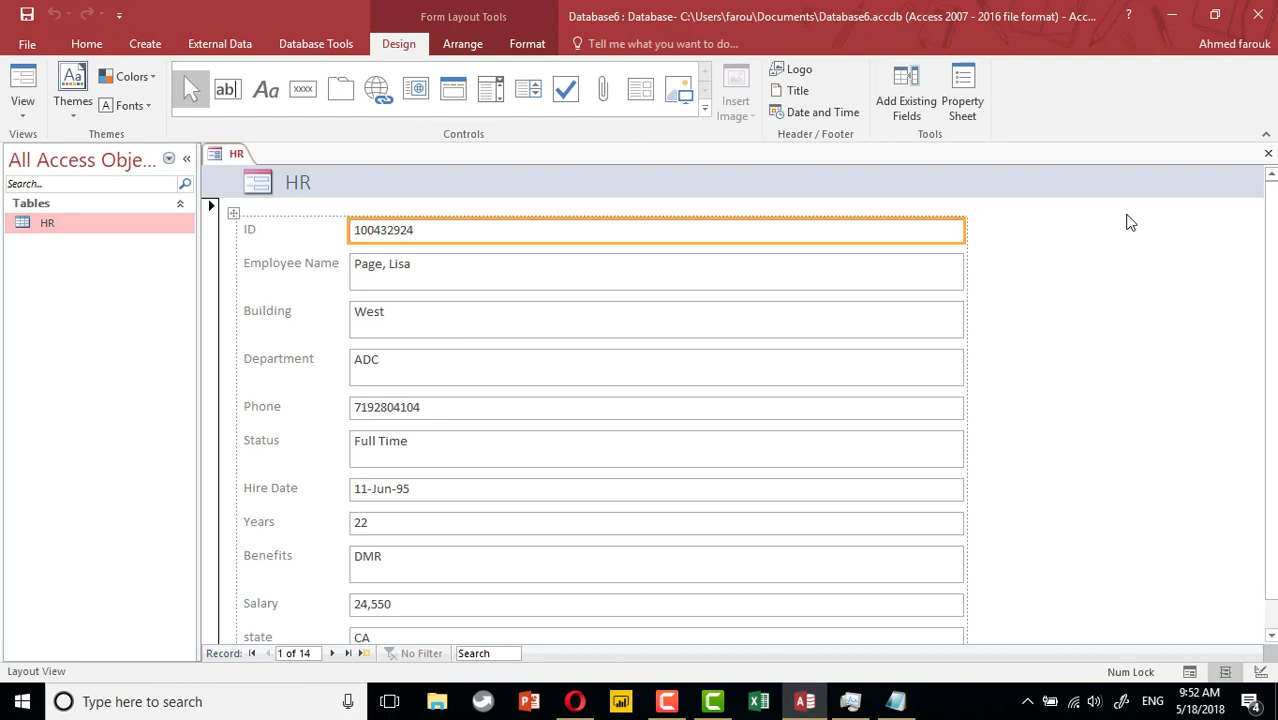 Form Layout Tools
Database6 : Database- C:\Users\farou\Documents\Database6.accdb (Access 2007 - 2016 file format) - Acc...
?
File Home Create External Data Database Tools Design Arrange Format Tell me what you want to do... Ahmed farouk
View
Views
Themes
Aa
Colors
A Fonts
Themes
ab|
Aa
xxxx
Controls
Insert
Image
Logo
Title
Date and Time
Header / Footer
Add Existing
Fields
Property
Sheet
Tools
All Access Obje...
Search...
Tables
HR
HR
HR
ID 100432924
Employee Name Page, Lisa
Building West
Department ADC
Phone 7192804104
Status Full Time
Hire Date 11-Jun-95
Years 22
Benefits DMR
Salary 24,550
state CA
Record: 1 of 14 No Filter Search
Layout View Num Lock
Type here to search
ENG
9:52 AM
5/18/2018
4